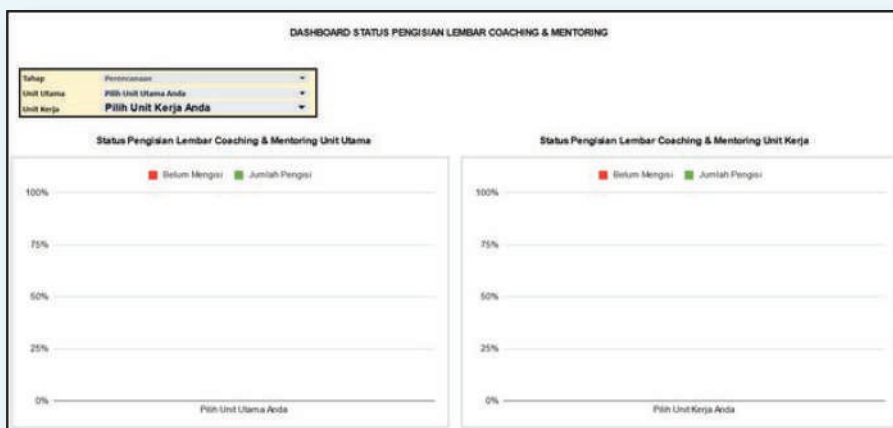 DASHBOARD STATUS PENGISIAN LEMBAR COACHING & MENTORING
Tahap Perencanaan
Unit Utama Pilih Unit Utama Anda
Unit Kerja Pilih Unit Kerja Anda
Status Pengisian Lembar Coaching & Mentoring Unit Utama
Belum Mengisi Jumlah Pengisi
100%
75%
50%
25%
0%
Pilih Unit Utama Anda
Status Pengisian Lembar Coaching & Mentoring Unit Kerja
Belum Mengisi Jumlah Pengisi
100%
75%
50%
25%
0%
Pilih Unit Kerja Anda